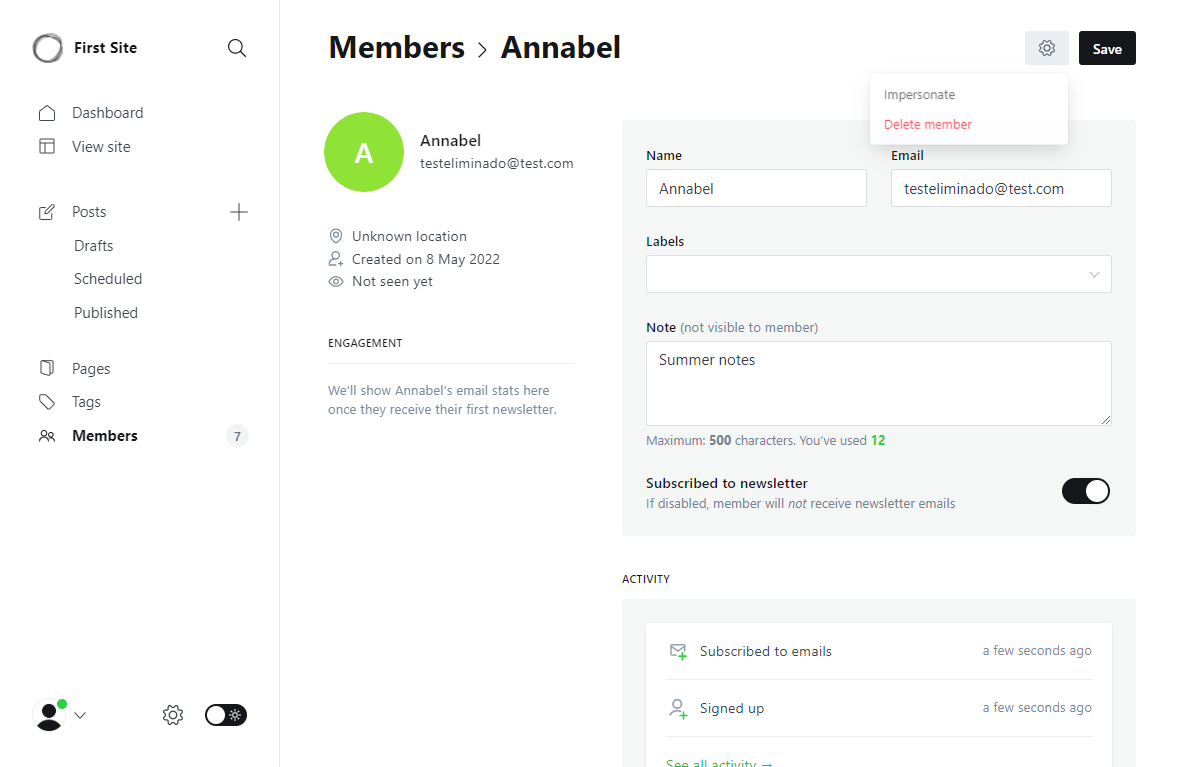 First Site
Dashboard
View site
Posts
Drafts
Scheduled
Published
Pages
Tags
Members
7
Members > Annabel
Save
Impersonate
Delete member
A
Annabel
testeliminado@test.com
Unknown location
Created on 8 May 2022
Not seen yet
ENGAGEMENT
We'll show Annabel's email stats here
once they receive their first newsletter.
Name
Email
Annabel
testeliminado@test.com
Labels
Note (not visible to member)
Summer notes
Maximum: 500 characters. You've used 12
Subscribed to newsletter
If disabled, member will not receive newsletter emails
ACTIVITY
Subscribed to emails
a few seconds ago
Signed up
a few seconds ago
See all activity →